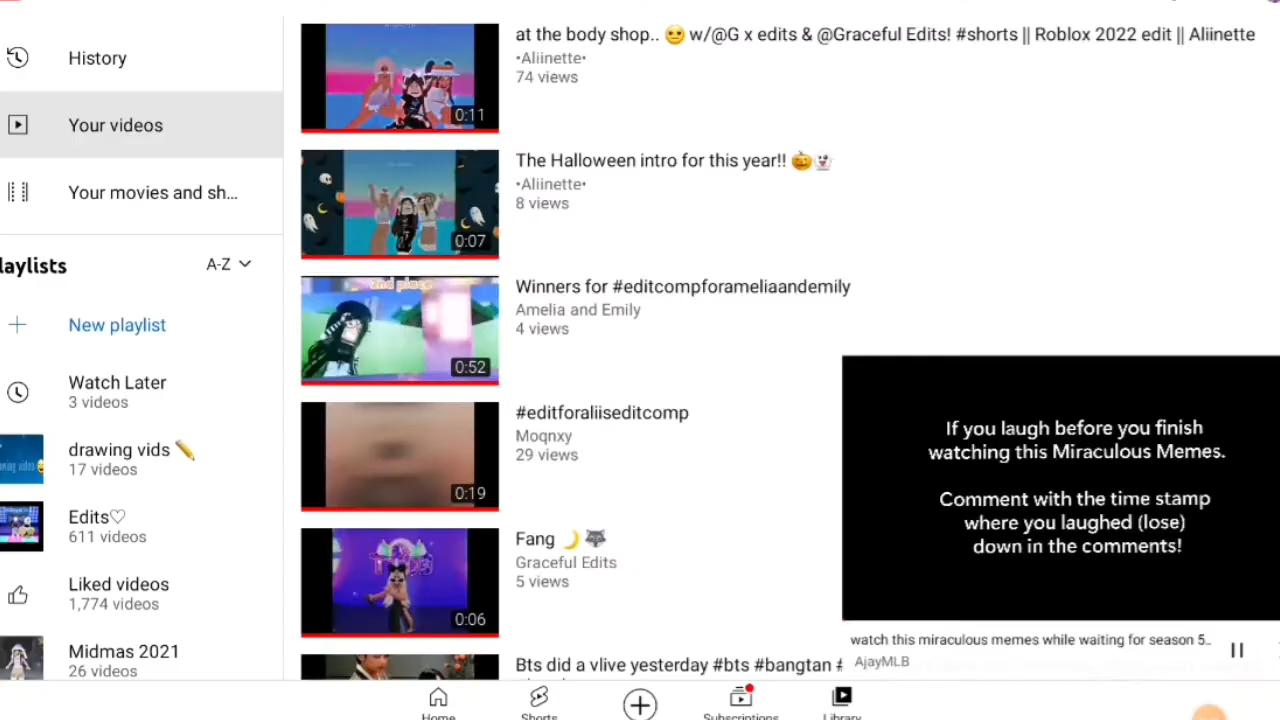 History
Your videos
Your movies and sh...
laylists
A-Z
New playlist
Watch Later
3 videos
drawing vids ✏️
17 videos
Edits♡
611 videos
Liked videos
1,774 videos
Midmas 2021
26 videos
at the body shop.. 😐 w/@G x edits & @Graceful Edits! #shorts || Roblox 2022 edit || Aliinette
•Aliinette•
74 views
0:11
The Halloween intro for this year!! 🎃👻
•Aliinette•
8 views
0:07
2nd place
Winners for #editcompforameliaandemily
Amelia and Emily
4 views
0:52
#editforaliiseditcomp
Moqnxy
29 views
0:19
Fang 🌙🐺
Graceful Edits
5 views
0:06
Bts did a vlive yesterday #bts #bangtan #
If you laugh before you finish
watching this Miraculous Memes.
Comment with the time stamp
where you laughed (lose)
down in the comments!
watch this miraculous memes while waiting for season 5..
AjayMLB
Home
Shorts
Subscriptions
Library